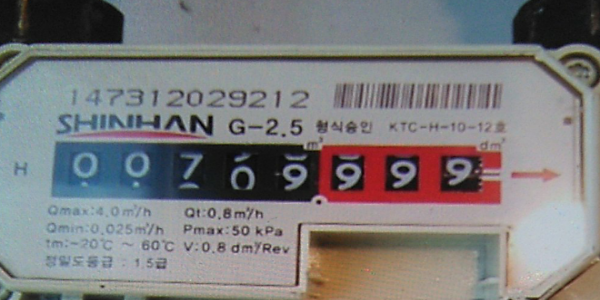 147312029212
SHINHAN G-2.5 형식승인 KTC-H-10-12호
m³ dm³
H 0 0 7 0 9 9 9 9
Qmax:4.0m³/h Qt:0.8m³/h
Qmin:0.025m³/h Pmax:50 kPa
tm:-20℃ ~ 60℃ V:0.8 dm³/Rev
정밀도등급 : 1.5급